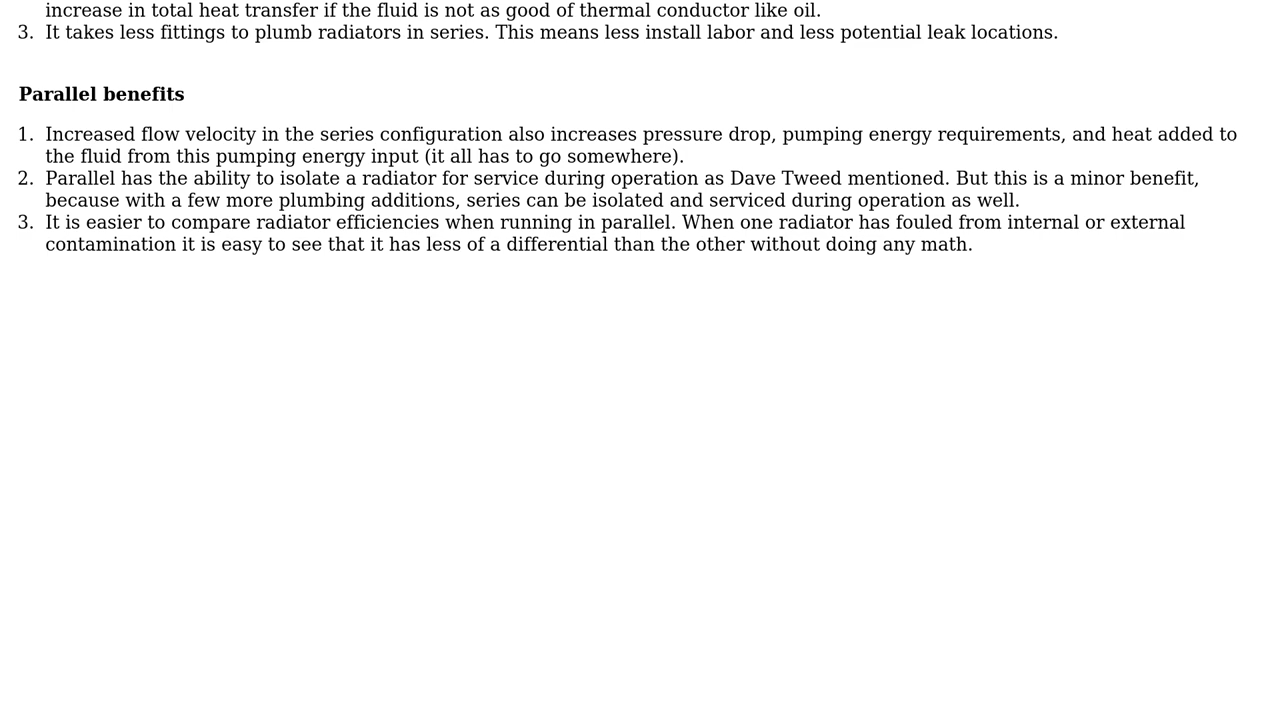 increase in total heat transfer if the fluid is not as good of thermal conductor like oil.
3. It takes less fittings to plumb radiators in series. This means less install labor and less potential leak locations.
Parallel benefits
1. Increased flow velocity in the series configuration also increases pressure drop, pumping energy requirements, and heat added to
the fluid from this pumping energy input (it all has to go somewhere).
2. Parallel has the ability to isolate a radiator for service during operation as Dave Tweed mentioned. But this is a minor benefit,
because with a few more plumbing additions, series can be isolated and serviced during operation as well.
3. It is easier to compare radiator efficiencies when running in parallel. When one radiator has fouled from internal or external
contamination it is easy to see that it has less of a differential than the other without doing any math.